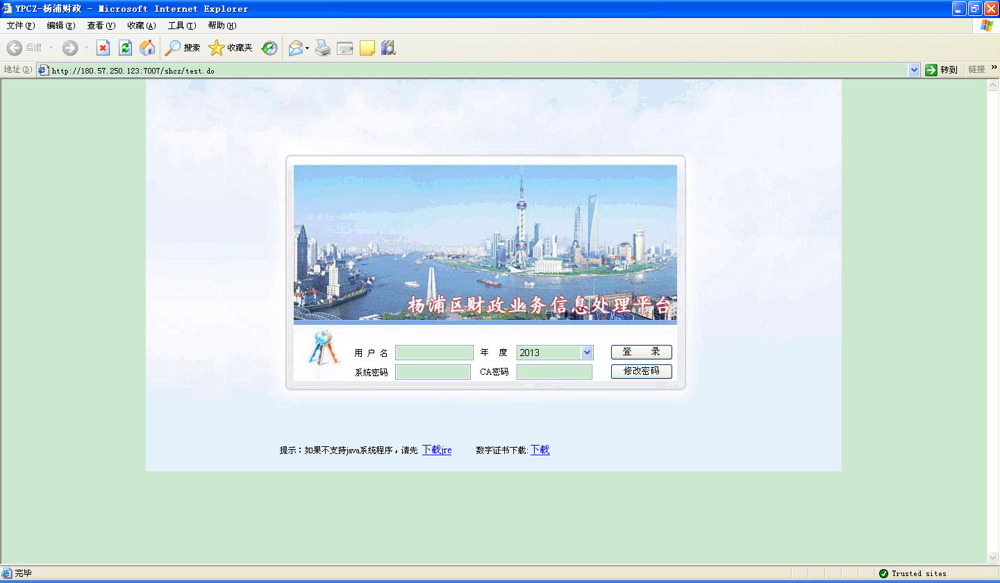 YPCZ-杨浦财政 - Microsoft Internet Explorer
文件(F) 编辑(E) 查看(V) 收藏(A) 工具(T) 帮助(H)
后退 搜索 收藏夹
地址(D) http://180.57.250.123:7007/shcz/test.do 转到 链接 »
杨浦区财政业务信息处理平台
用 户 名 年 度 2013 登 录
系统密码 CA密码 修改密码
提示：如果不支持java系统程序，请先 下载jre 数字证书下载: 下载
完毕 Trusted sites